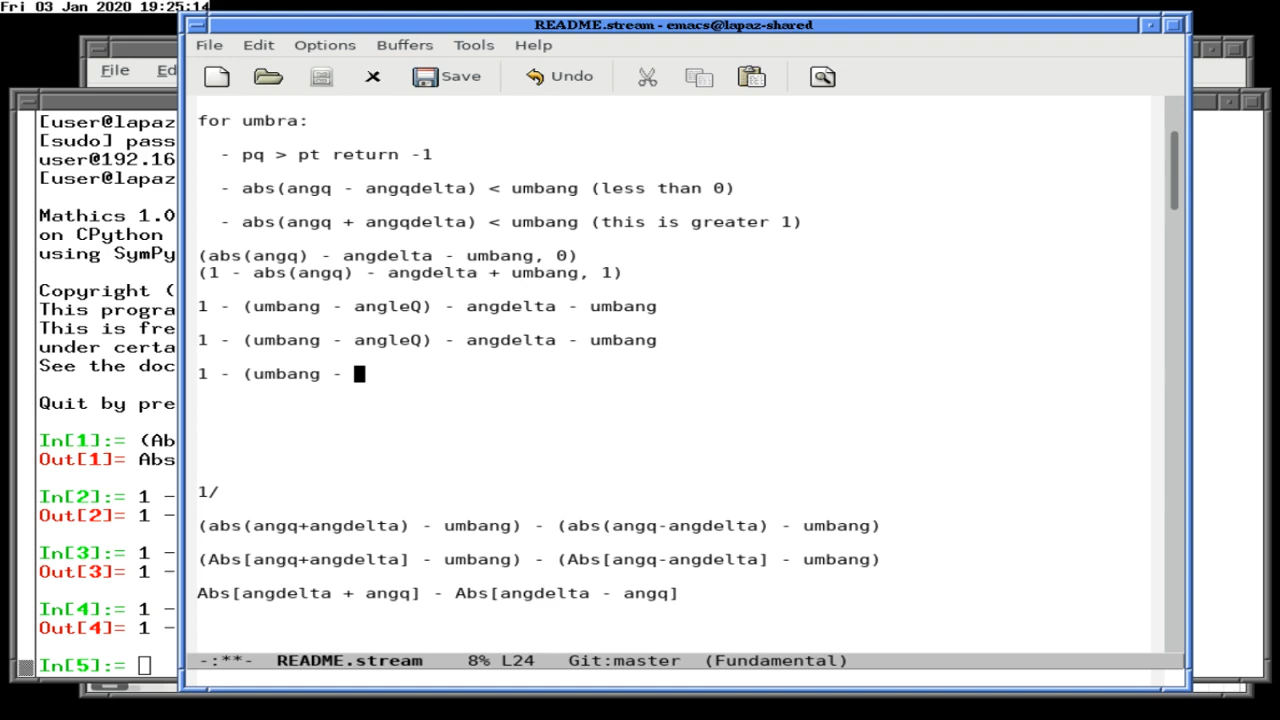 Fri 03 Jan 2020 19:25:14
README.stream - emacs@lapaz-shared
File Edit Options Buffers Tools Help
Save Undo
for umbra:
- pq > pt return -1
- abs(angq - angqdelta) < umbang (less than 0)
- abs(angq + angqdelta) < umbang (this is greater 1)
(abs(angq) - angdelta - umbang, 0)
(1 - abs(angq) - angdelta + umbang, 1)
1 - (umbang - angleQ) - angdelta - umbang
1 - (umbang - angleQ) - angdelta - umbang
1 - (umbang -
1/
(abs(angq+angdelta) - umbang) - (abs(angq-angdelta) - umbang)
(Abs[angq+angdelta] - umbang) - (Abs[angq-angdelta] - umbang)
Abs[angdelta + angq] - Abs[angdelta - angq]
-:**- README.stream 8% L24 Git:master (Fundamental)
File Ed
[user@lapaz
[sudo] pass
user@192.16
[user@lapaz
Mathics 1.0
on CPython
using SymPy
Copyright (
This progra
This is fre
under certa
See the doc
Quit by pre
In[1]:= (Ab
Out[1]= Abs
In[2]:= 1 -
Out[2]= 1 -
In[3]:= 1 -
Out[3]= 1 -
In[4]:= 1 -
Out[4]= 1 -
In[5]:=